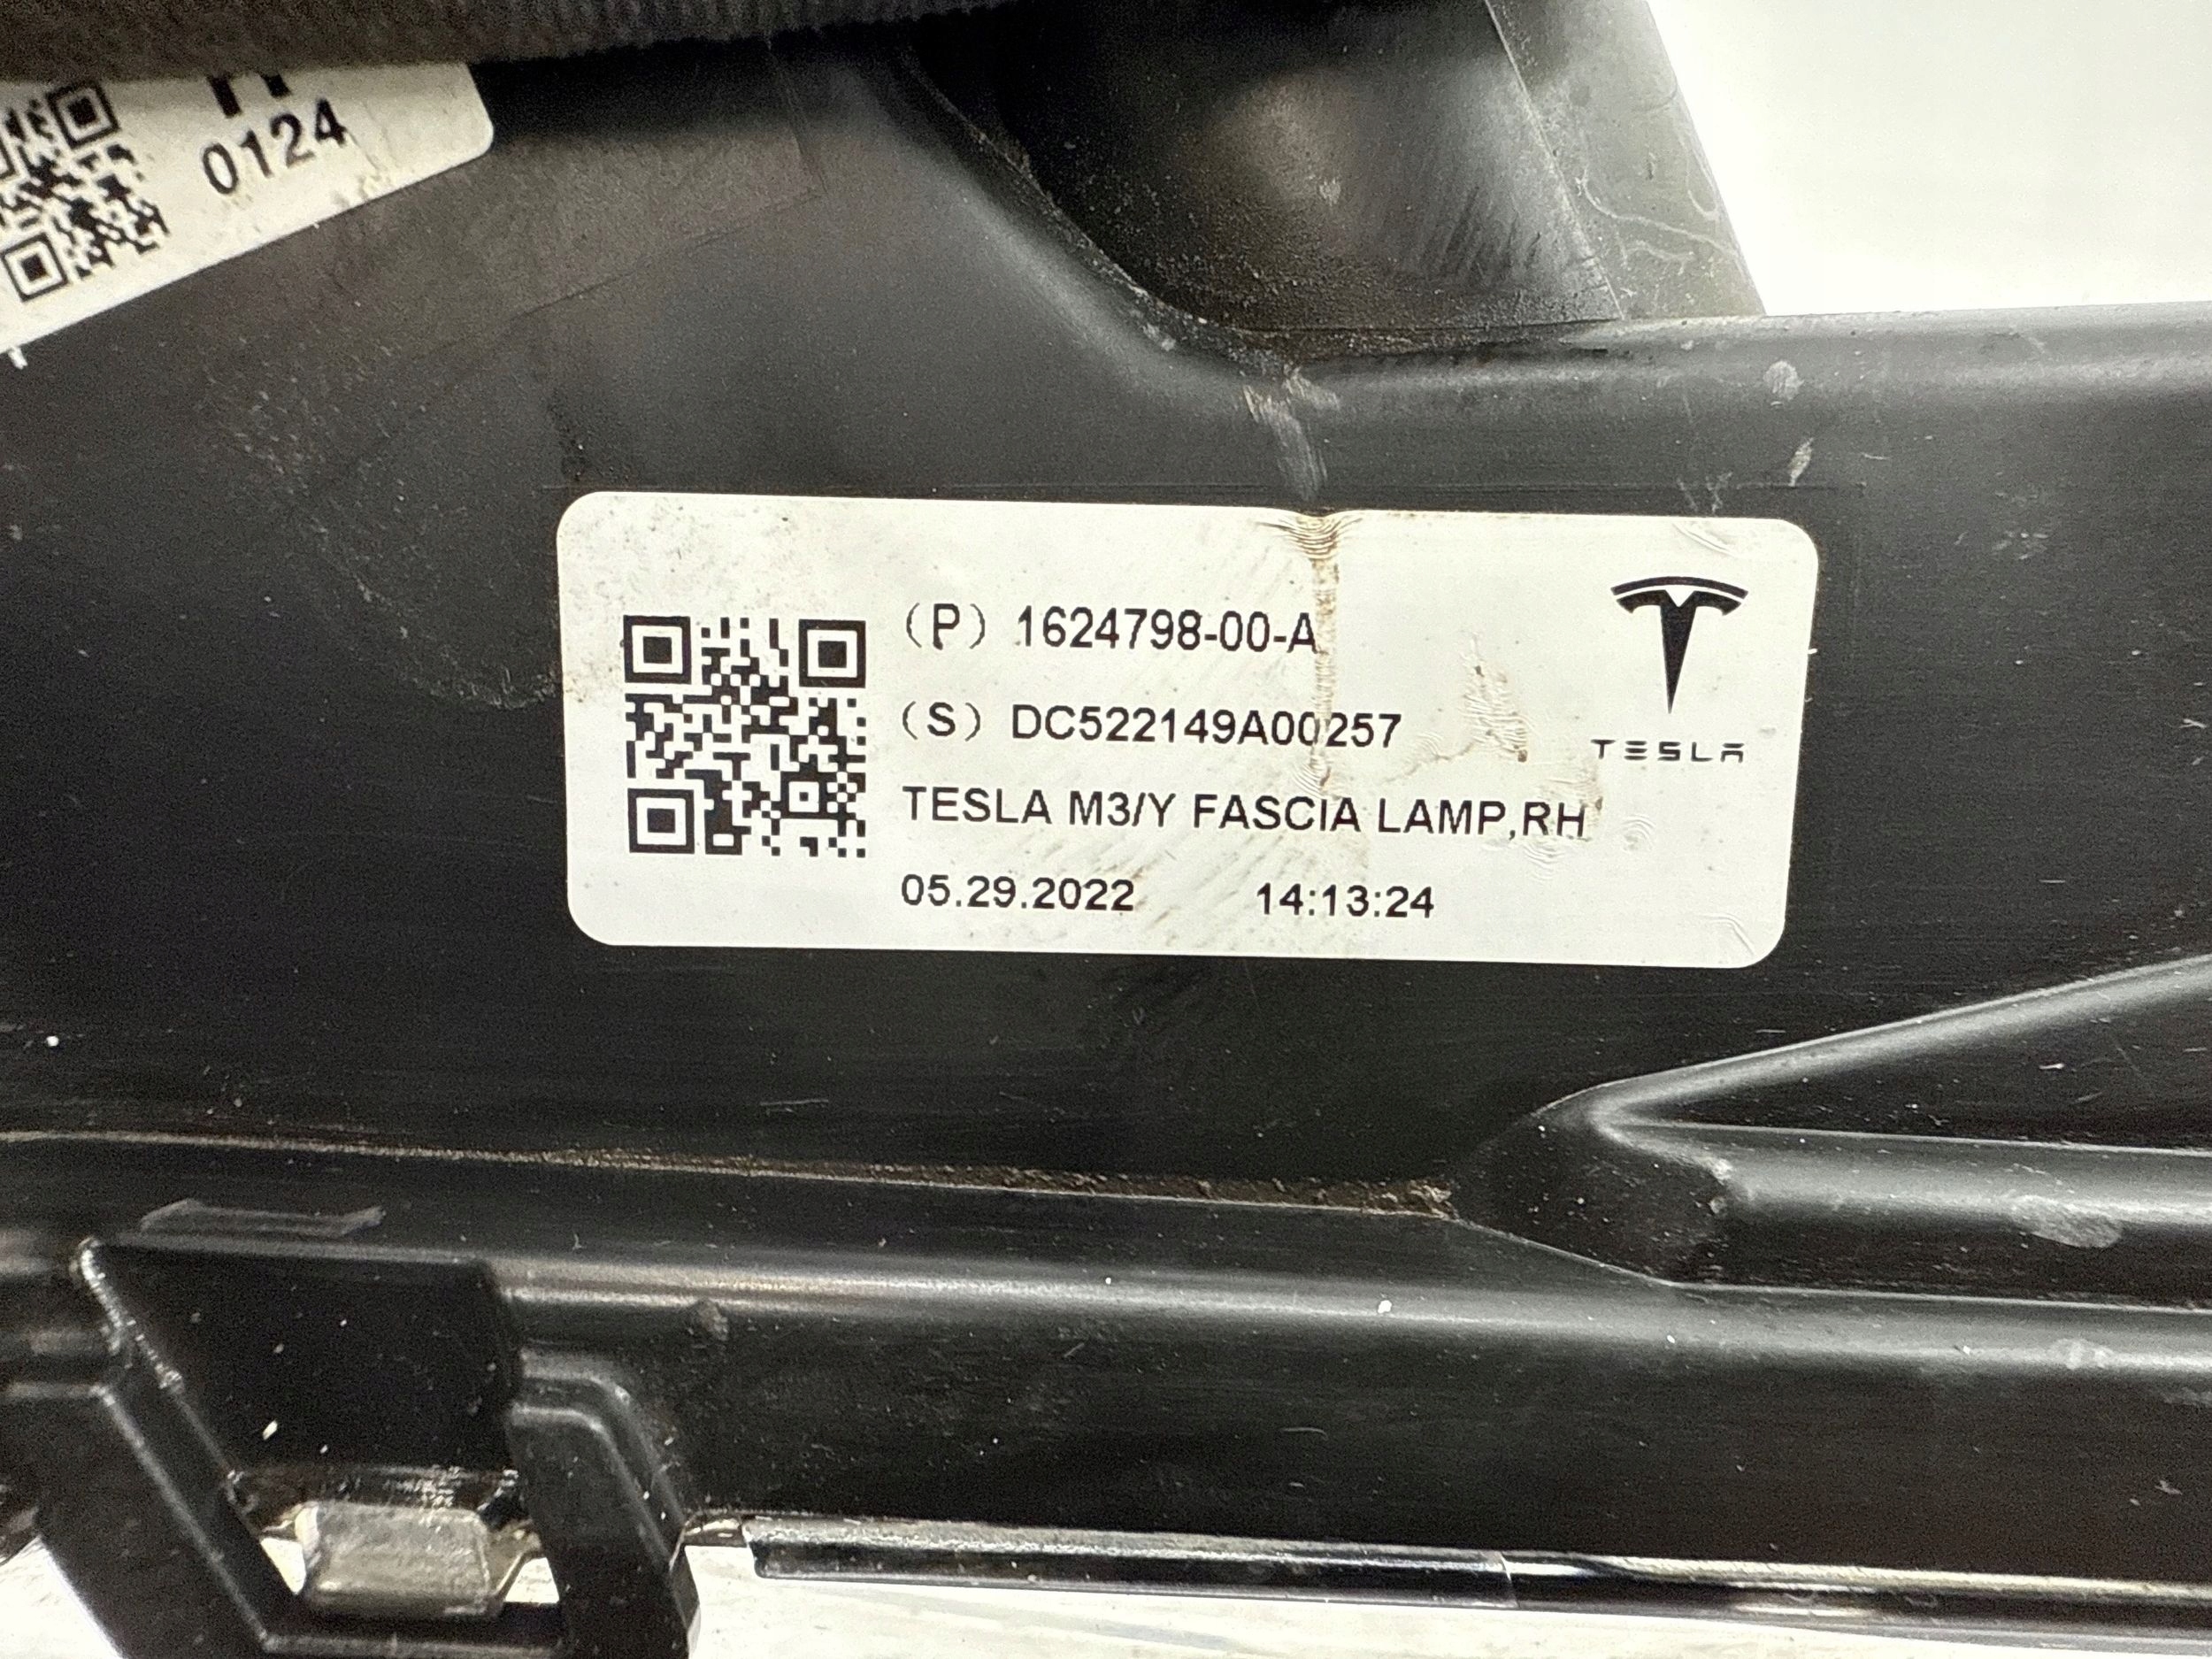 0124
(P) 1624798-00-A
(S) DC522149A00257
TESLA
TESLA M3/Y FASCIA LAMP,RH
05.29.2022 14:13:24